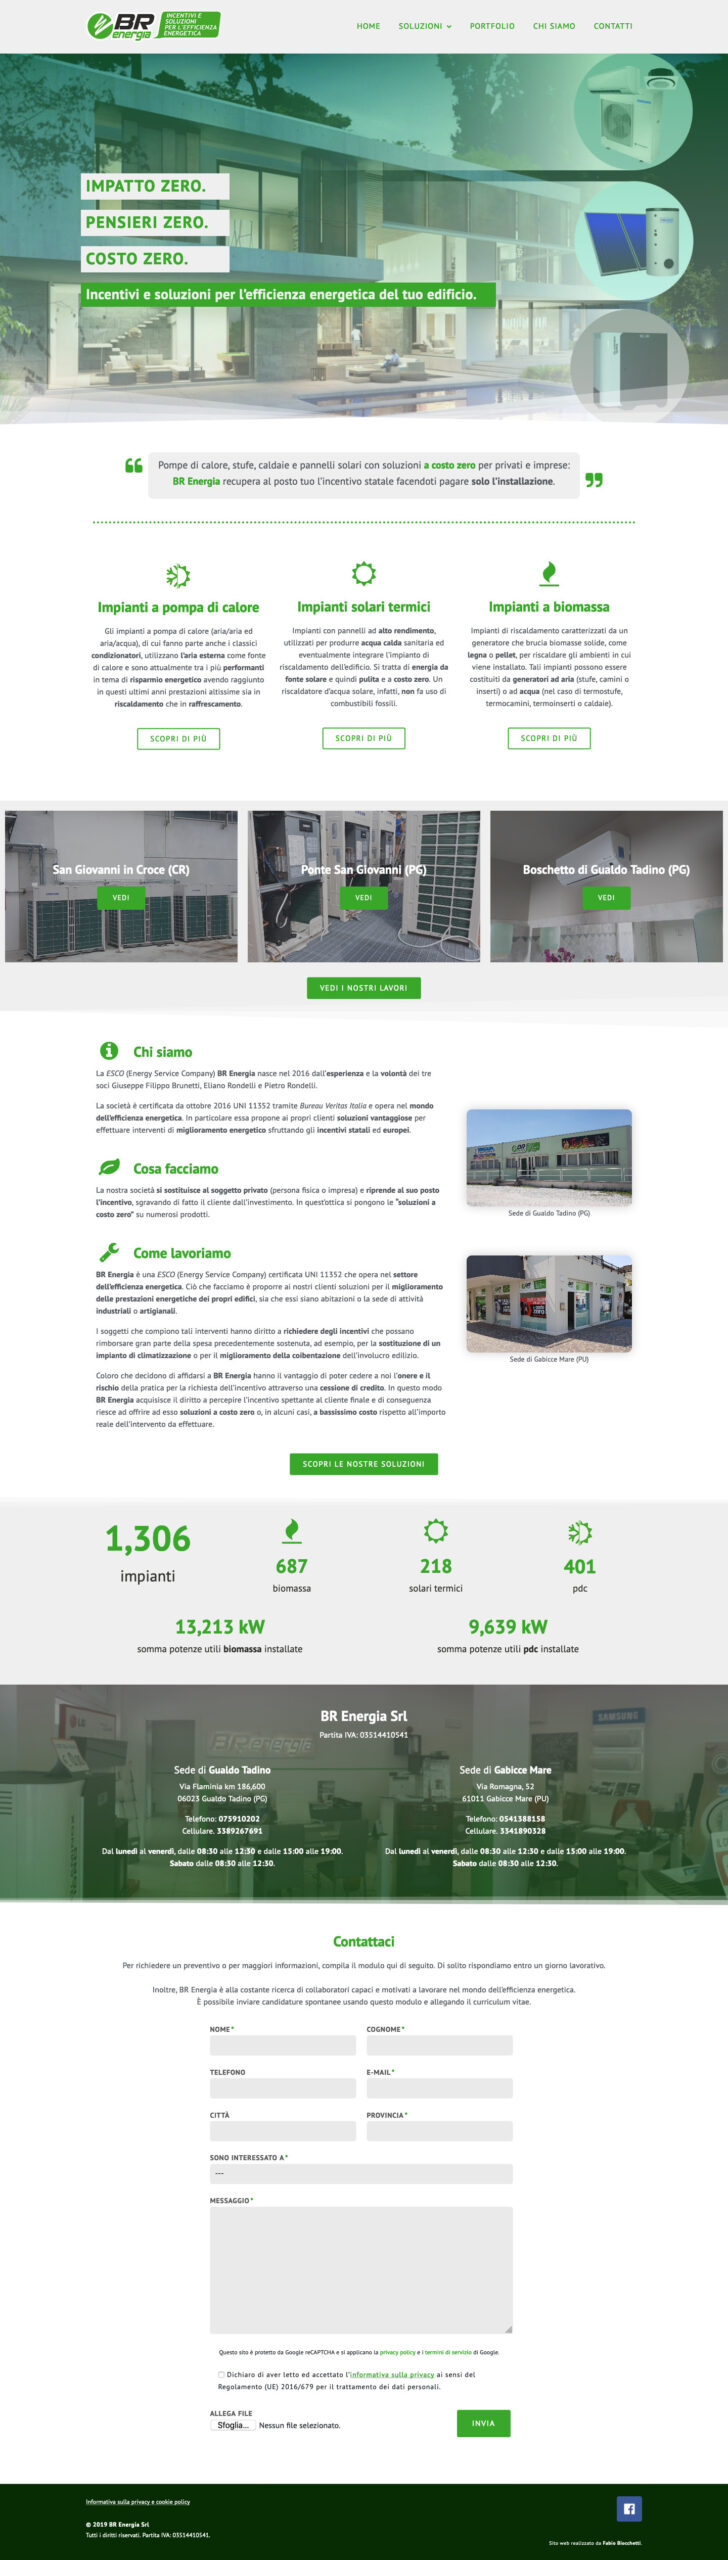 BR energia
INCENTIVI E
SOLUZIONI
PER L'EFFICIENZA
ENERGETICA
HOME SOLUZIONI PORTFOLIO CHI SIAMO CONTATTI
IMPATTO ZERO.
PENSIERI ZERO.
COSTO ZERO.
Incentivi e soluzioni per l'efficienza energetica del tuo edificio.
Pompe di calore, stufe, caldaie e pannelli solari con soluzioni a costo zero per privati e imprese:
BR Energia recupera al posto tuo l'incentivo statale facendoti pagare solo l'installazione.
Impianti a pompa di calore
Gli impianti a pompa di calore (aria/aria ed
aria/acqua), di cui fanno parte anche i classici
condizionatori, utilizzano l'aria esterna come fonte
di calore e sono attualmente tra i più performanti
in tema di risparmio energetico avendo raggiunto
in questi ultimi anni prestazioni altissime sia in
riscaldamento che in raffrescamento.
SCOPRI DI PIÙ
Impianti solari termici
Impianti con pannelli ad alto rendimento,
utilizzati per produrre acqua calda sanitaria ed
eventualmente integrare l'impianto di
riscaldamento dell'edificio. Si tratta di energia da
fonte solare e quindi pulita e a costo zero. Un
riscaldatore d'acqua solare, infatti, non fa uso di
combustibili fossili.
SCOPRI DI PIÙ
Impianti a biomassa
Impianti di riscaldamento caratterizzati da un
generatore che brucia biomasse solide, come
legna o pellet, per riscaldare gli ambienti in cui
viene installato. Tali impianti possono essere
costituiti da generatori ad aria (stufe, camini o
inserti) o ad acqua (nel caso di termostufe,
termocamini, termoinserti o caldaie).
SCOPRI DI PIÙ
San Giovanni in Croce (CR)
VEDI
Ponte San Giovanni (PG)
VEDI
Boschetto di Gualdo Tadino (PG)
VEDI
VEDI I NOSTRI LAVORI
Chi siamo
La ESCO (Energy Service Company) BR Energia nasce nel 2016 dall'esperienza e la volontà dei tre
soci Giuseppe Filippo Brunetti, Eliano Rondelli e Pietro Rondelli.
La società è certificata da ottobre 2016 UNI 11352 tramite Bureau Veritas Italia e opera nel mondo
dell'efficienza energetica. In particolare essa propone ai propri clienti soluzioni vantaggiose per
effettuare interventi di miglioramento energetico sfruttando gli incentivi statali ed europei.
Cosa facciamo
La nostra società si sostituisce al soggetto privato (persona fisica o impresa) e riprende al suo posto
l'incentivo, sgravando di fatto il cliente dall'investimento. In quest'ottica si pongono le "soluzioni a
costo zero" su numerosi prodotti.
Come lavoriamo
BR Energia è una ESCO (Energy Service Company) certificata UNI 11352 che opera nel settore
dell'efficienza energetica. Ciò che facciamo è proporre ai nostri clienti soluzioni per il miglioramento
delle prestazioni energetiche dei propri edifici, sia che essi siano abitazioni o la sede di attività
industriali o artigianali.
I soggetti che compiono tali interventi hanno diritto a richiedere degli incentivi che possano
rimborsare gran parte della spesa precedentemente sostenuta, ad esempio, per la sostituzione di un
impianto di climatizzazione o per il miglioramento della coibentazione dell'involucro edilizio.
Coloro che decidono di affidarsi a BR Energia hanno il vantaggio di poter cedere a noi l'onere e il
rischio della pratica per la richiesta dell'incentivo attraverso una cessione di credito. In questo modo
BR Energia acquisisce il diritto a percepire l'incentivo spettante al cliente finale e di conseguenza
riesce ad offrire ad esso soluzioni a costo zero o, in alcuni casi, a bassissimo costo rispetto all'importo
reale dell'intervento da effettuare.
Sede di Gualdo Tadino (PG)
Sede di Gabicce Mare (PU)
SCOPRI LE NOSTRE SOLUZIONI
1,306
impianti
687
biomassa
218
solari termici
401
pdc
13,213 kW
somma potenze utili biomassa installate
9,639 kW
somma potenze utili pdc installate
BR Energia Srl
Partita IVA: 03514410541
BR energia
SAMSUNG
Sede di Gualdo Tadino
Via Flaminia km 186,600
06023 Gualdo Tadino (PG)
Telefono: 075910202
Cellulare. 3389267691
Dal lunedì al venerdì, dalle 08:30 alle 12:30 e dalle 15:00 alle 19:00.
Sabato dalle 08:30 alle 12:30.
Sede di Gabicce Mare
Via Romagna, 52
61011 Gabicce Mare (PU)
Telefono: 0541388158
Cellulare. 3341890328
Dal lunedì al venerdì, dalle 08:30 alle 12:30 e dalle 15:00 alle 19:00.
Sabato dalle 08:30 alle 12:30.
Contattaci
Per richiedere un preventivo o per maggiori informazioni, compila il modulo qui di seguito. Di solito rispondiamo entro un giorno lavorativo.
Inoltre, BR Energia è alla costante ricerca di collaboratori capaci e motivati a lavorare nel mondo dell'efficienza energetica.
È possibile inviare candidature spontanee usando questo modulo e allegando il curriculum vitae.
NOME* COGNOME*
TELEFONO E-MAIL*
CITTÀ PROVINCIA*
SONO INTERESSATO A*
---
MESSAGGIO*
Questo sito è protetto da Google reCAPTCHA e si applicano la privacy policy e i termini di servizio di Google.
Dichiaro di aver letto ed accettato l'informativa sulla privacy ai sensi del
Regolamento (UE) 2016/679 per il trattamento dei dati personali.
ALLEGA FILE
Sfoglia... Nessun file selezionato.
INVIA
Informativa sulla privacy e cookie policy
© 2019 BR Energia Srl
Tutti i diritti riservati. Partita IVA: 03514410541.
Sito web realizzato da Fabio Biocchetti.